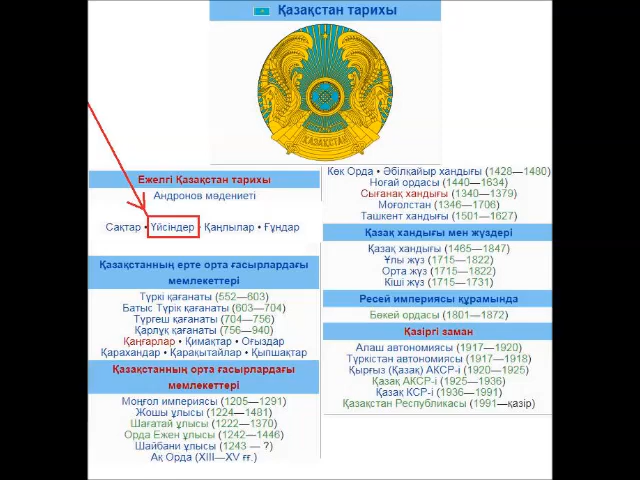 Қазақстан тарихы
ҚАЗАҚСТАН
Ежелгі Қазақстан тарихы
Андронов мәдениеті
Сақтар • Үйсіндер • Қаңлылар • Ғұндар
Қазақстанның ерте орта ғасырлардағы
мемлекеттері
Түркі қағанаты (552—603)
Батыс Түрік қағанаты (603—704)
Түргеш қағанаты (704—756)
Қарлұқ қағанаты (756—940)
Қаңғарлар • Қимақтар • Оғыздар
Қарахандар • Қарақытайлар • Қыпшақтар
Қазақстанның орта ғасырлардағы
мемлекеттері
Моңғол империясы (1205—1291)
Жошы ұлысы (1224—1481)
Шағатай ұлысы (1222—1370)
Орда Ежен ұлысы (1242—1446)
Шайбани ұлысы (1243 — ?)
Ақ Орда (XIII—XV ғғ.)
Көк Орда • Әбілқайыр хандығы (1428—1480)
Ноғай ордасы (1440—1634)
Сығанақ хандығы (1340—1379)
Моғолстан (1346—1706)
Ташкент хандығы (1501—1627)
Қазақ хандығы мен жүздері
Қазақ хандығы (1465—1847)
Ұлы жүз (1715—1822)
Орта жүз (1715—1822)
Кіші жүз (1715—1731)
Ресей империясы құрамында
Бөкей ордасы (1801—1872)
Қазіргі заман
Алаш автономиясы (1917—1920)
Түркістан автономиясы (1917—1918)
Қырғыз (Қазақ) АКСР-і (1920—1925)
Қазақ АКСР-і (1925—1936)
Қазақ КСР-і (1936—1991)
Қазақстан Республикасы (1991—қазір)